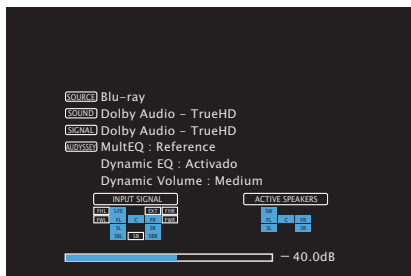 SOURCE Blu-ray
SOUND Dolby Audio - TrueHD
SIGNAL Dolby Audio - TrueHD
AUDYSSEY MultEQ : Reference
Dynamic EQ : Activado
Dynamic Volume : Medium
INPUT SIGNAL ACTIVE SPEAKERS
FHL LFE EXT FHR SW
FWL FL C FR FWR FL C FR
SL SR SL SR
SBL SB SBR
- 40.0dB